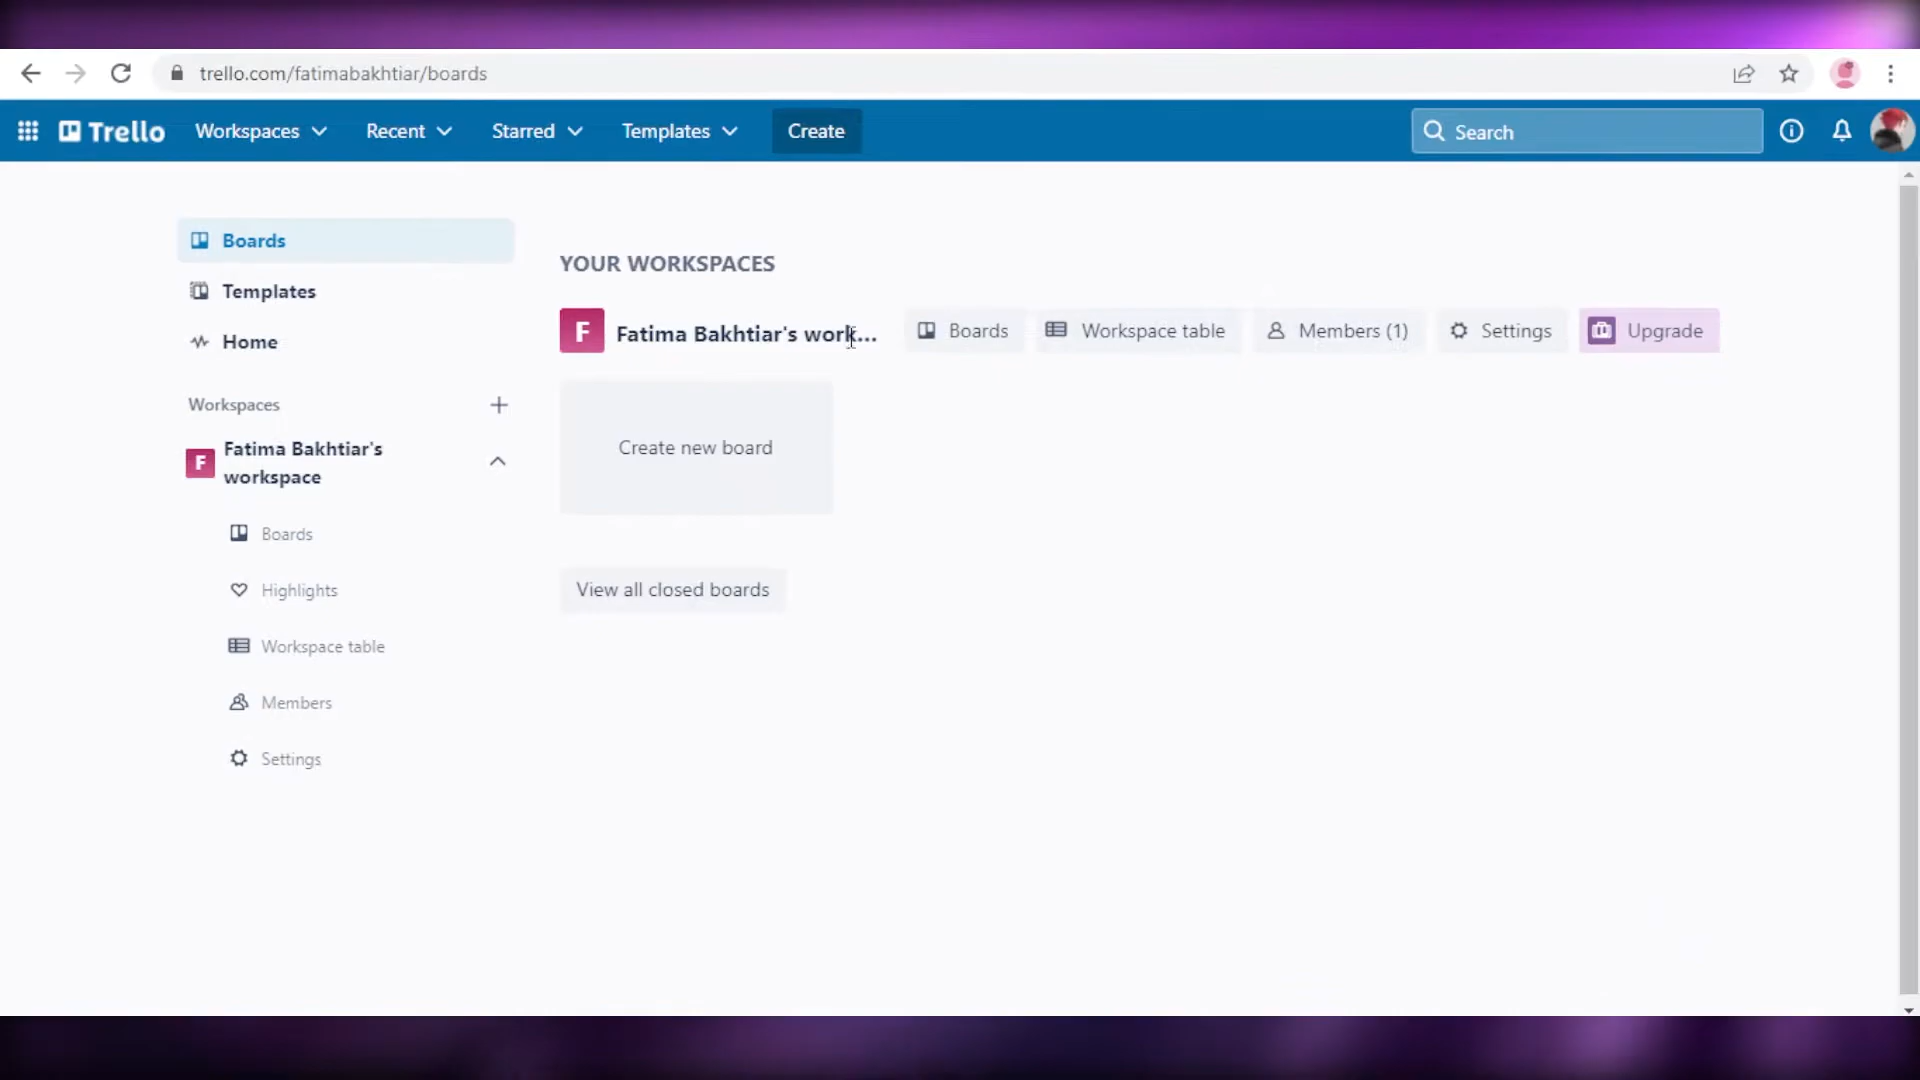 trello.com/fatimabakhtiar/boards
Trello Workspaces Recent Starred Templates Create Search
Boards
Templates
Home
Workspaces
F Fatima Bakhtiar's
workspace
Boards
Highlights
Workspace table
Members
Settings
YOUR WORKSPACES
F Fatima Bakhtiar's work... Boards Workspace table Members (1) Settings Upgrade
Create new board
View all closed boards